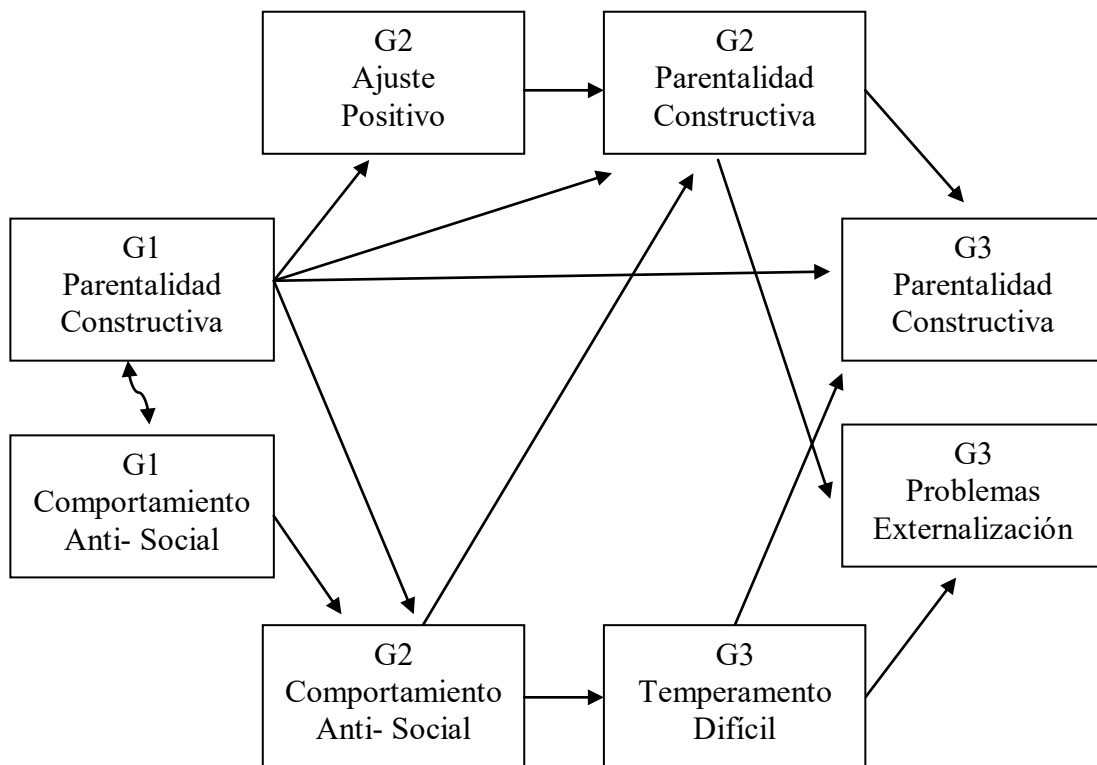 G2
Ajuste
Positivo
G2
Parentalidad
Constructiva
G1
Parentalidad
Constructiva
G3
Parentalidad
Constructiva
G1
Comportamiento
Anti- Social
G3
Problemas
Externalización
G2
Comportamiento
Anti- Social
G3
Temperamento
Difícil